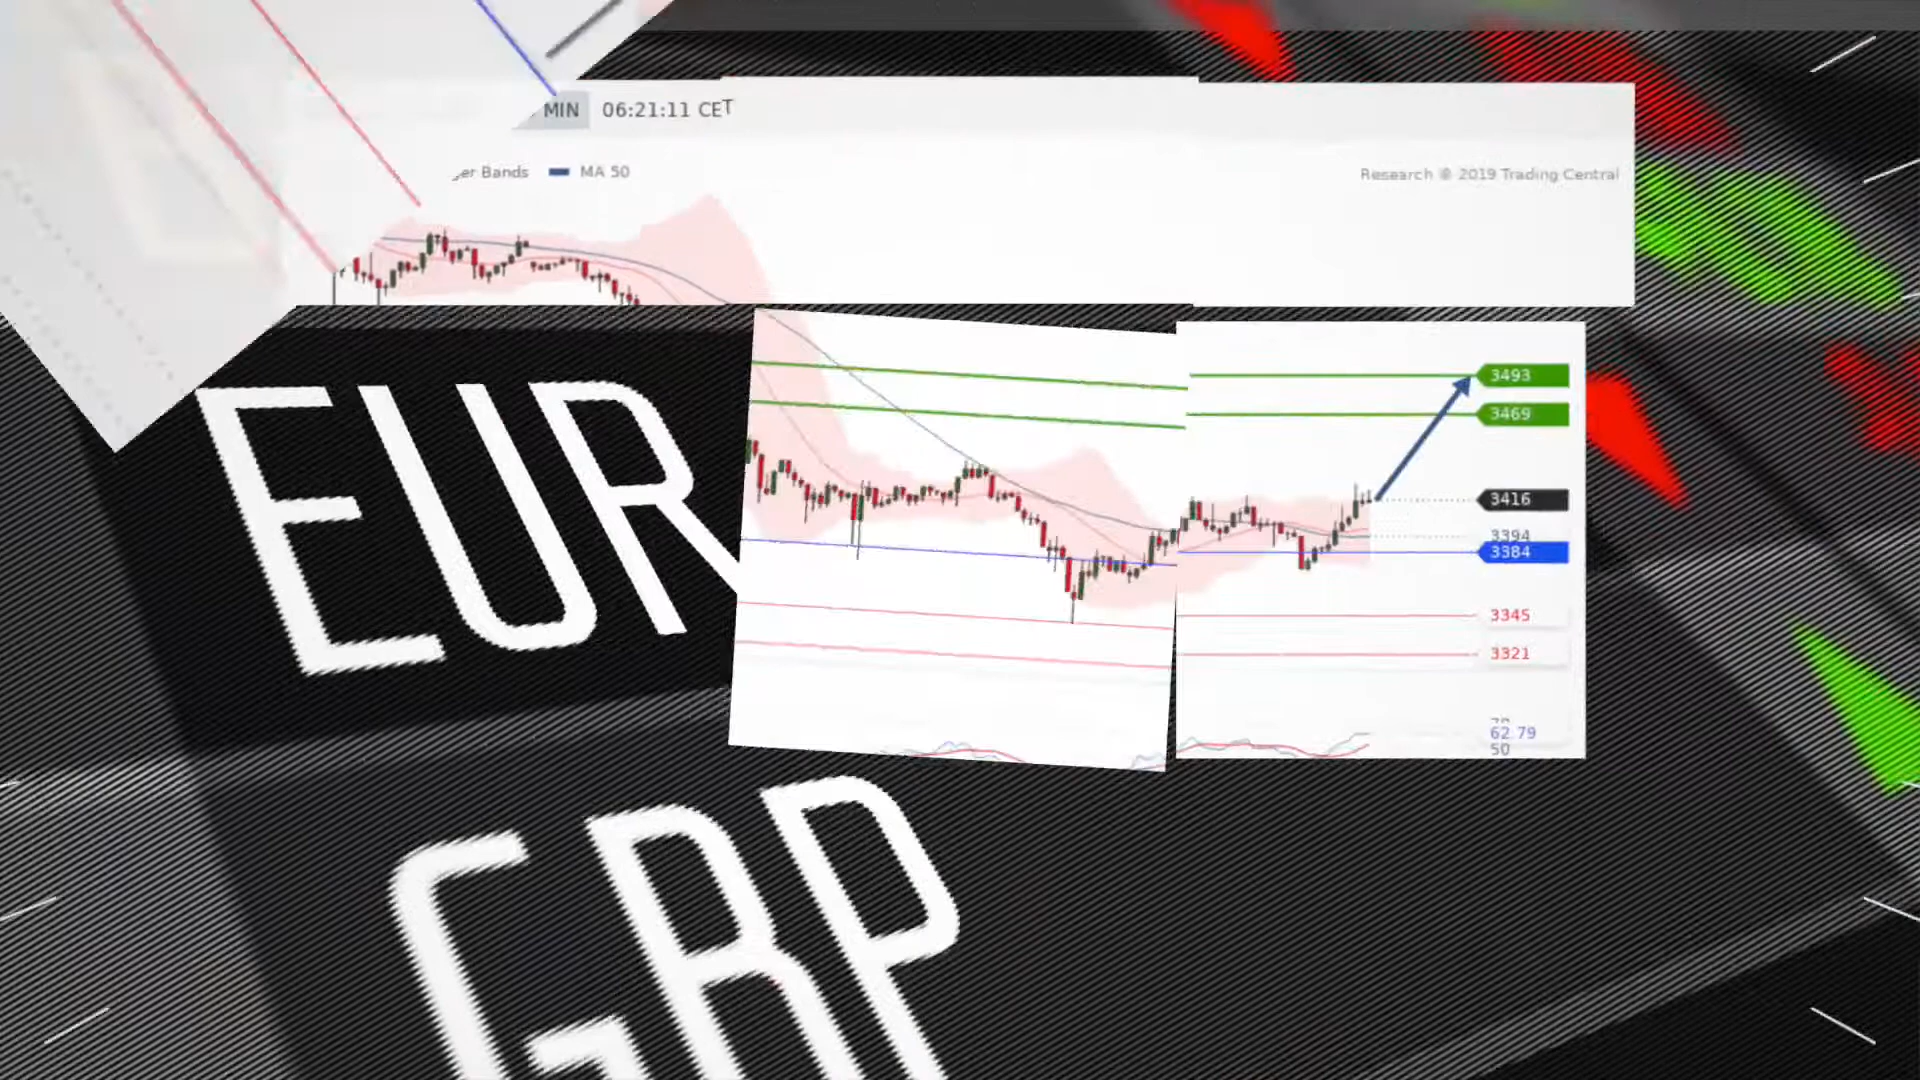 MIN 06:21:11 CET
er Bands MA 50
Research © 2019 Trading Central
3493
3469
3416
3394
3384
3345
3321
62.79
50
EUR
GBP